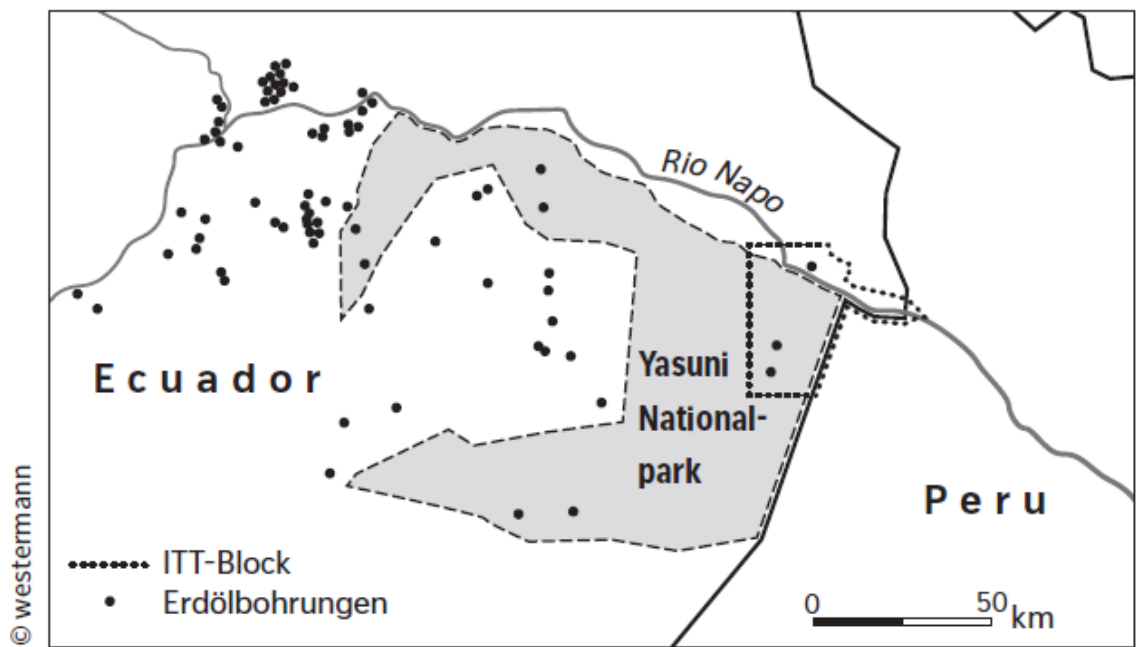 Rio Napo
Ecuador
Yasuni
National-
park
Peru
ITT-Block
Erdölbohrungen
0 50 km
© westermann